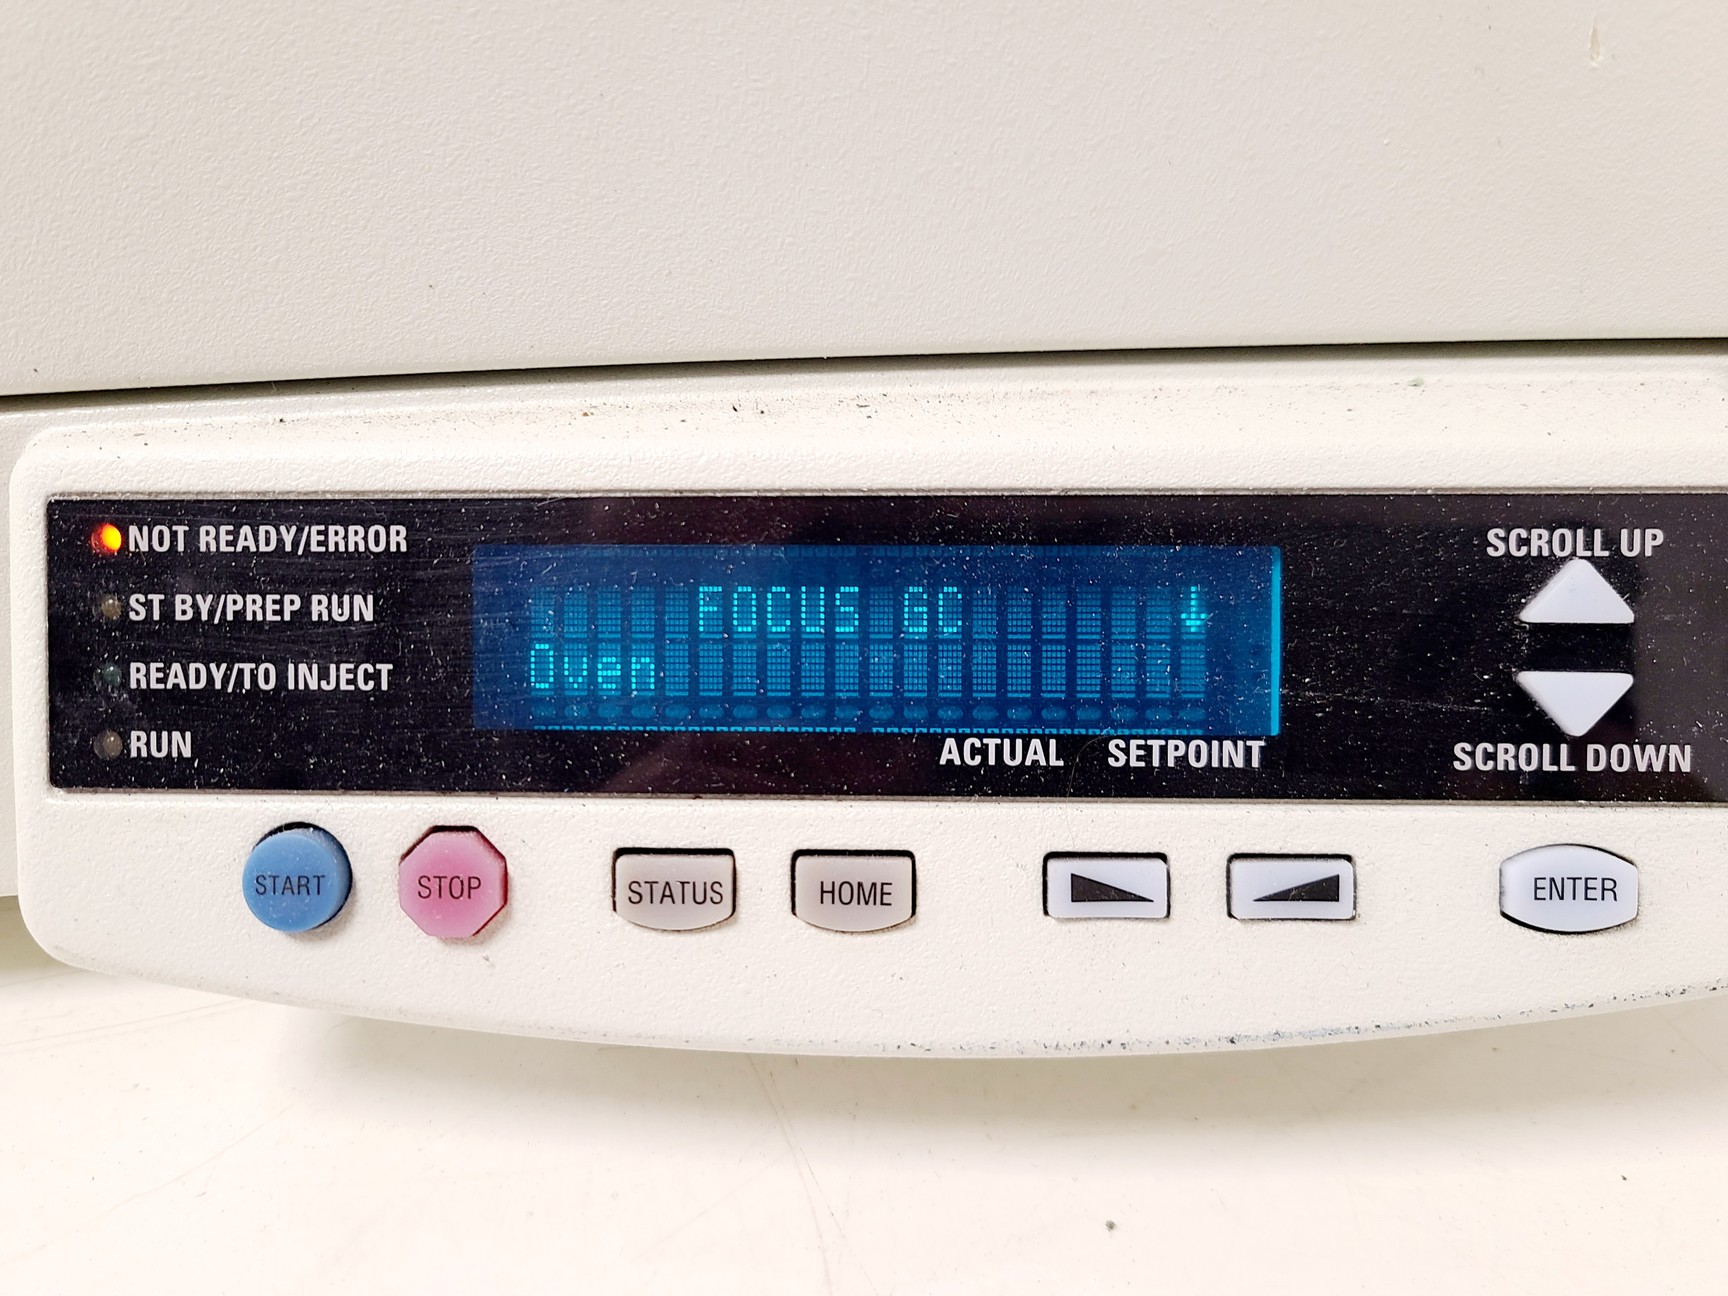 NOT READY/ERROR
ST BY/PREP RUN
READY/TO INJECT
RUN
FOCUS GC ↓
Oven
ACTUAL SETPOINT
SCROLL UP
SCROLL DOWN
START
STOP
STATUS
HOME
ENTER